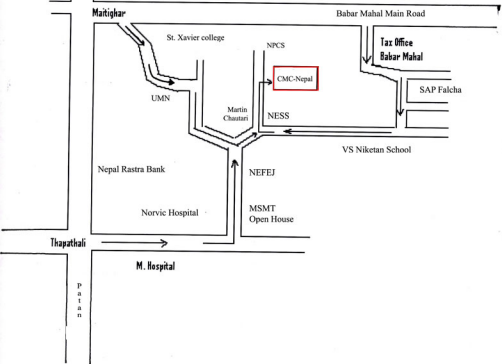 Maitighar
Babar Mahal Main Road
St. Xavier college
NPCS
Tax Office
Babar Mahal
CMC-Nepal
SAP Falcha
UMN
Martin
Chautari
NESS
VS Niketan School
Nepal Rastra Bank
NEFEJ
Norvic Hospital
MSMT
Open House
Thapathali
M. Hospital
Patan